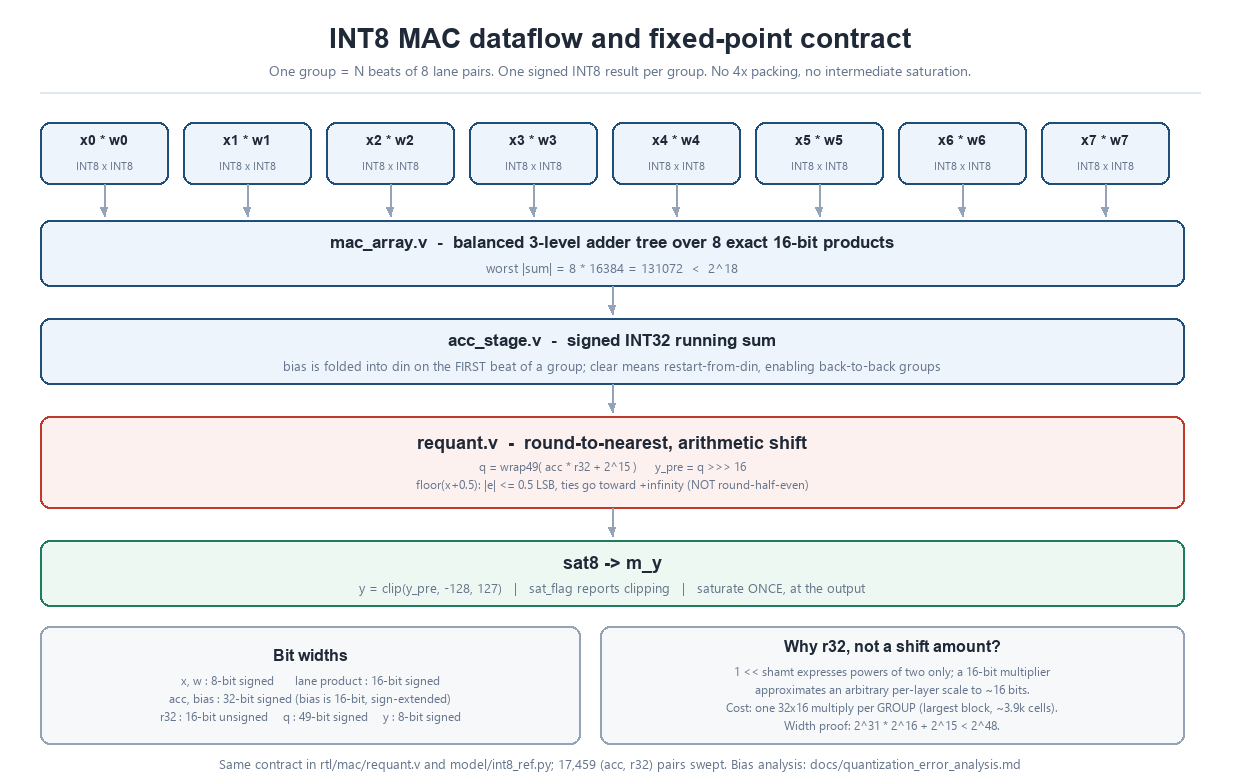 INT8 MAC dataflow and fixed-point contract
One group = N beats of 8 lane pairs. One signed INT8 result per group. No 4x packing, no intermediate saturation.
x0 * w0 x1 * w1 x2 * w2 x3 * w3 x4 * w4 x5 * w5 x6 * w6 x7 * w7
INT8 x INT8 INT8 x INT8 INT8 x INT8 INT8 x INT8 INT8 x INT8 INT8 x INT8 INT8 x INT8 INT8 x INT8
mac_array.v - balanced 3-level adder tree over 8 exact 16-bit products
worst |sum| = 8 * 16384 = 131072 < 2^18
acc_stage.v - signed INT32 running sum
bias is folded into din on the FIRST beat of a group; clear means restart-from-din, enabling back-to-back groups
requant.v - round-to-nearest, arithmetic shift
q = wrap49( acc * r32 + 2^15 ) y_pre = q >>> 16
floor(x+0.5): |e| <= 0.5 LSB, ties go toward +infinity (NOT round-half-even)
sat8 -> m_y
y = clip(y_pre, -128, 127) | sat_flag reports clipping | saturate ONCE, at the output
Bit widths
x, w : 8-bit signed lane product : 16-bit signed
acc, bias : 32-bit signed (bias is 16-bit, sign-extended)
r32 : 16-bit unsigned q : 49-bit signed y : 8-bit signed
Why r32, not a shift amount?
1 << shamt expresses powers of two only; a 16-bit multiplier
approximates an arbitrary per-layer scale to ~16 bits.
Cost: one 32x16 multiply per GROUP (largest block, ~3.9k cells).
Width proof: 2^31 * 2^16 + 2^15 < 2^48.
Same contract in rtl/mac/requant.v and model/int8_ref.py; 17,459 (acc, r32) pairs swept. Bias analysis: docs/quantization_error_analysis.md